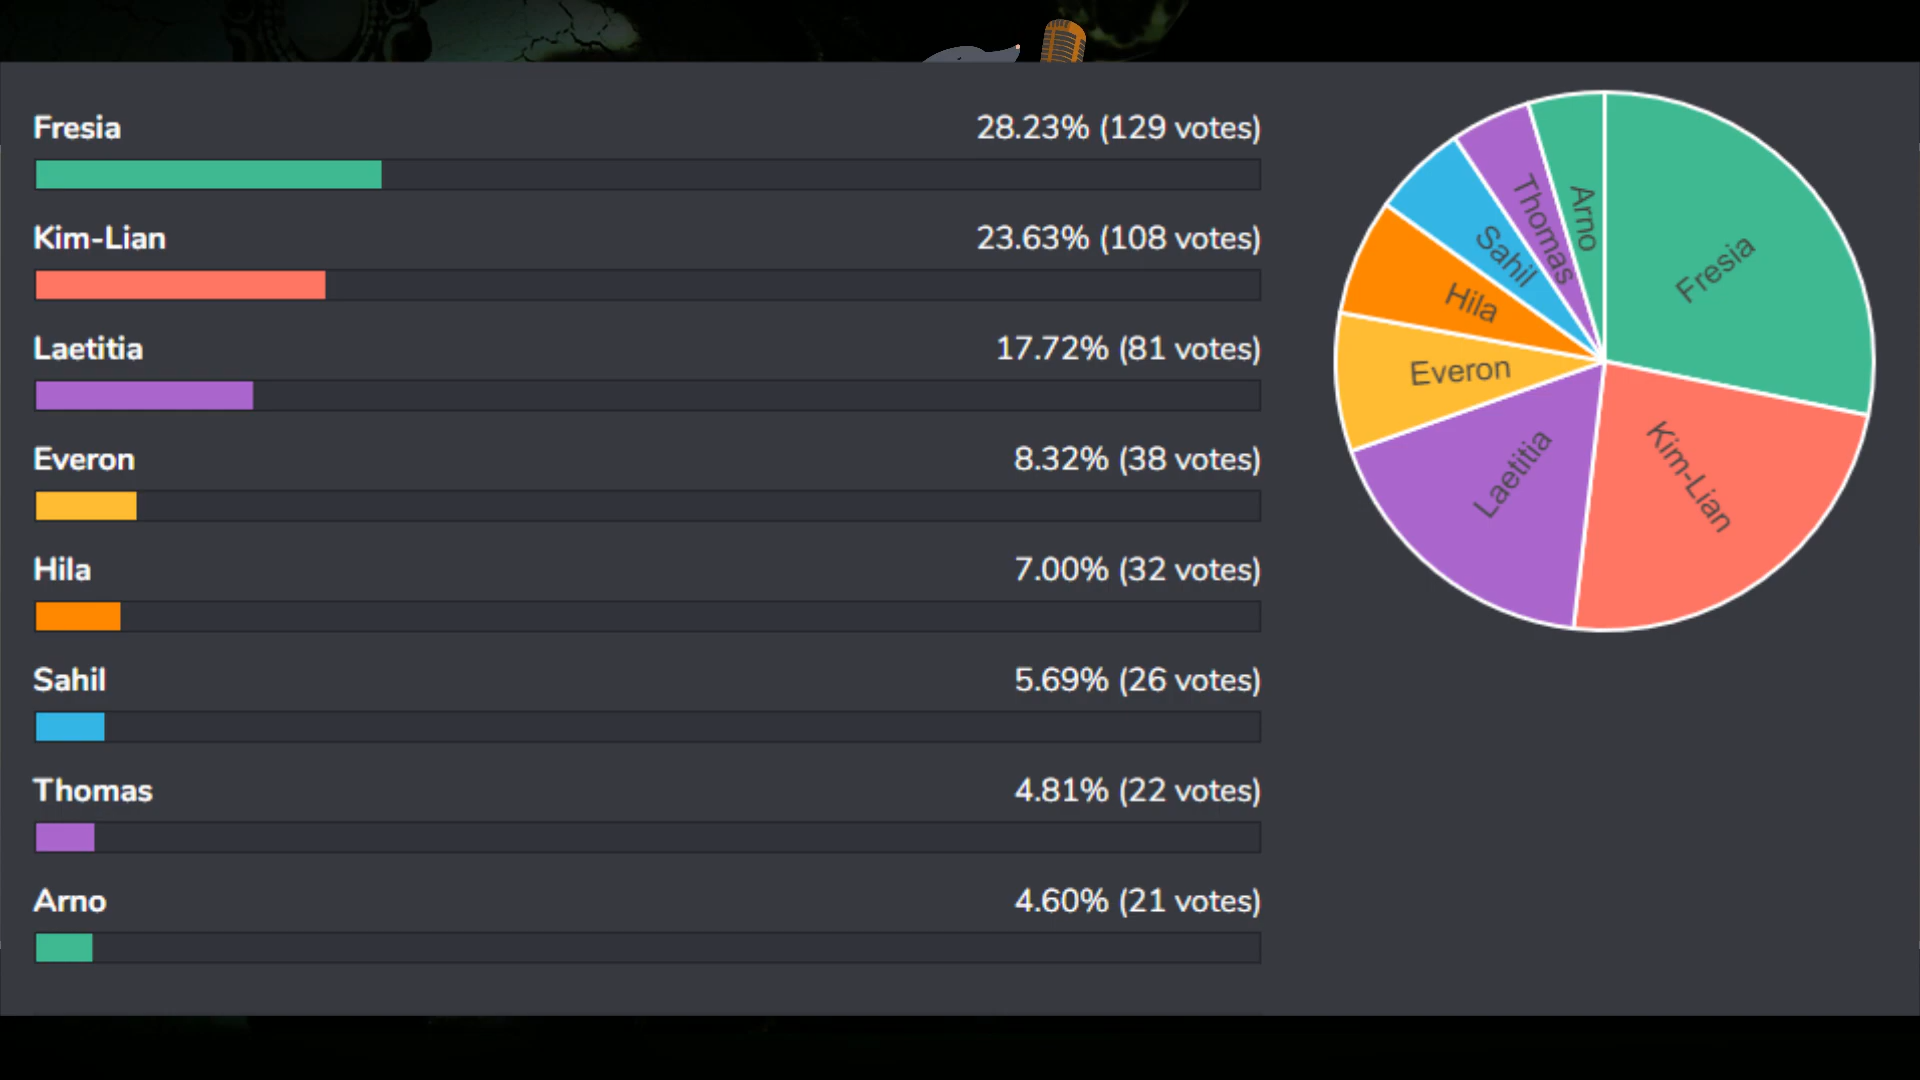 Fresia 28.23% (129 votes)
Kim-Lian 23.63% (108 votes)
Laetitia 17.72% (81 votes)
Everon 8.32% (38 votes)
Hila 7.00% (32 votes)
Sahil 5.69% (26 votes)
Thomas 4.81% (22 votes)
Arno 4.60% (21 votes)
Fresia
Kim-Lian
Laetitia
Everon
Hila
Sahil
Thomas
Arno